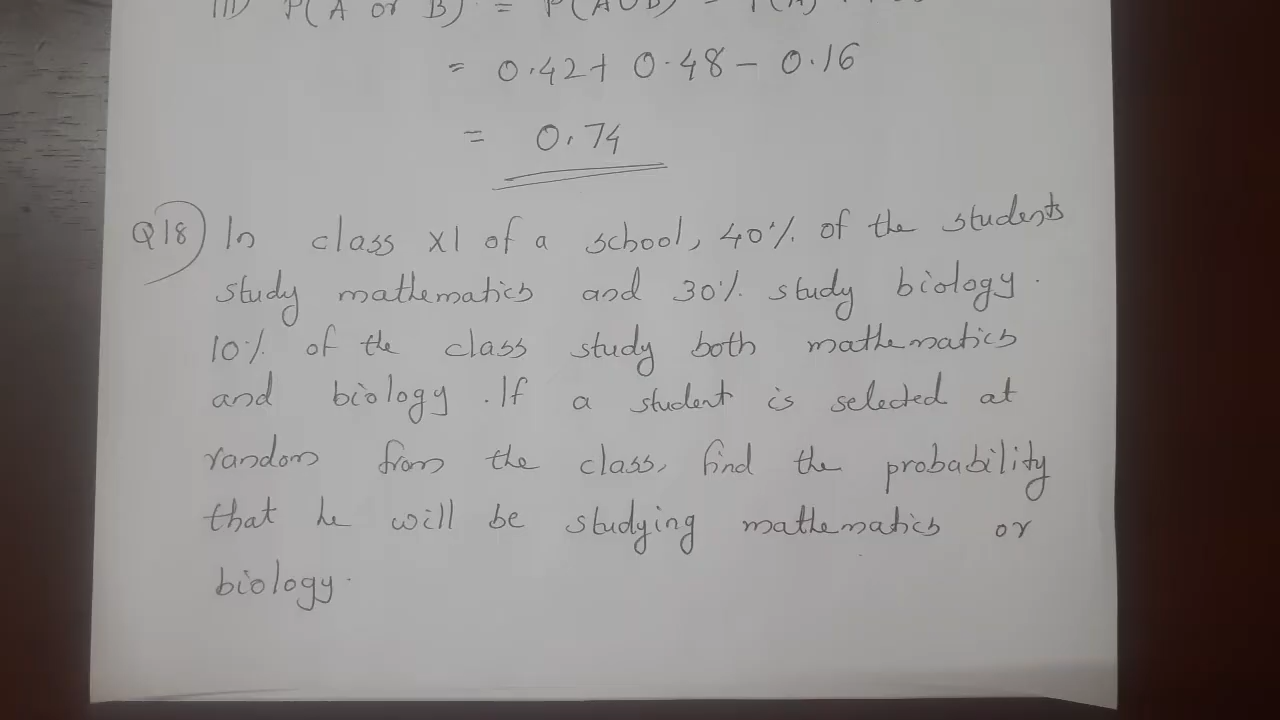 III) P(A or B) = P(A∪B) = P(A)
= 0.42 + 0.48 - 0.16
= 0.74
Q18) In class XI of a school, 40% of the students
study mathematics and 30% study biology.
10% of the class study both mathematics
and biology. If a student is selected at
random from the class, find the probability
that he will be studying mathematics or
biology.